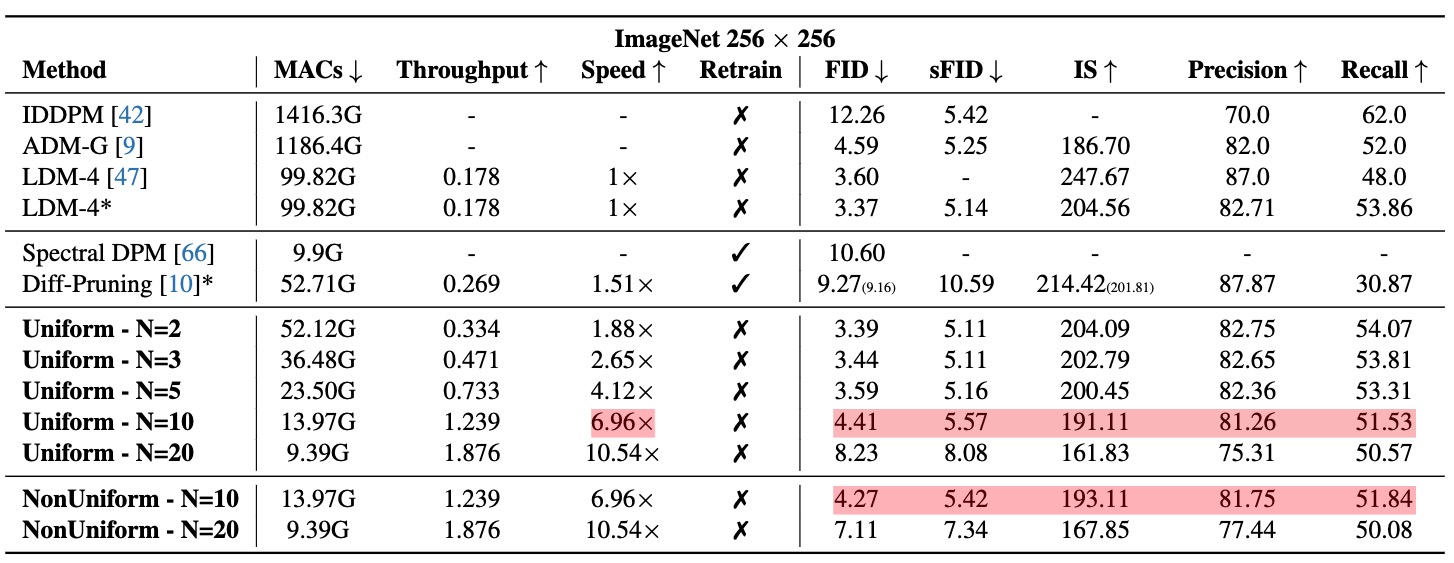 ImageNet 256 × 256
Method MACs ↓ Throughput ↑ Speed ↑ Retrain FID ↓ sFID ↓ IS ↑ Precision ↑ Recall ↑
IDDPM [42] 1416.3G - - ✗ 12.26 5.42 - 70.0 62.0
ADM-G [9] 1186.4G - - ✗ 4.59 5.25 186.70 82.0 52.0
LDM-4 [47] 99.82G 0.178 1× ✗ 3.60 - 247.67 87.0 48.0
LDM-4* 99.82G 0.178 1× ✗ 3.37 5.14 204.56 82.71 53.86
Spectral DPM [66] 9.9G - - ✓ 10.60 - - - -
Diff-Pruning [10]* 52.71G 0.269 1.51× ✓ 9.27(9.16) 10.59 214.42(201.81) 87.87 30.87
Uniform - N=2 52.12G 0.334 1.88× ✗ 3.39 5.11 204.09 82.75 54.07
Uniform - N=3 36.48G 0.471 2.65× ✗ 3.44 5.11 202.79 82.65 53.81
Uniform - N=5 23.50G 0.733 4.12× ✗ 3.59 5.16 200.45 82.36 53.31
Uniform - N=10 13.97G 1.239 6.96× ✗ 4.41 5.57 191.11 81.26 51.53
Uniform - N=20 9.39G 1.876 10.54× ✗ 8.23 8.08 161.83 75.31 50.57
NonUniform - N=10 13.97G 1.239 6.96× ✗ 4.27 5.42 193.11 81.75 51.84
NonUniform - N=20 9.39G 1.876 10.54× ✗ 7.11 7.34 167.85 77.44 50.08